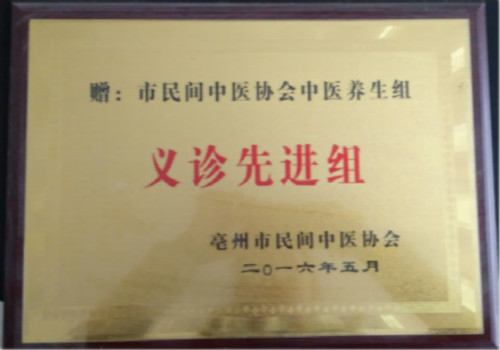 赠：市民间中医协会中医养生组
义诊先进组
亳州市民间中医协会
二〇一六年五月